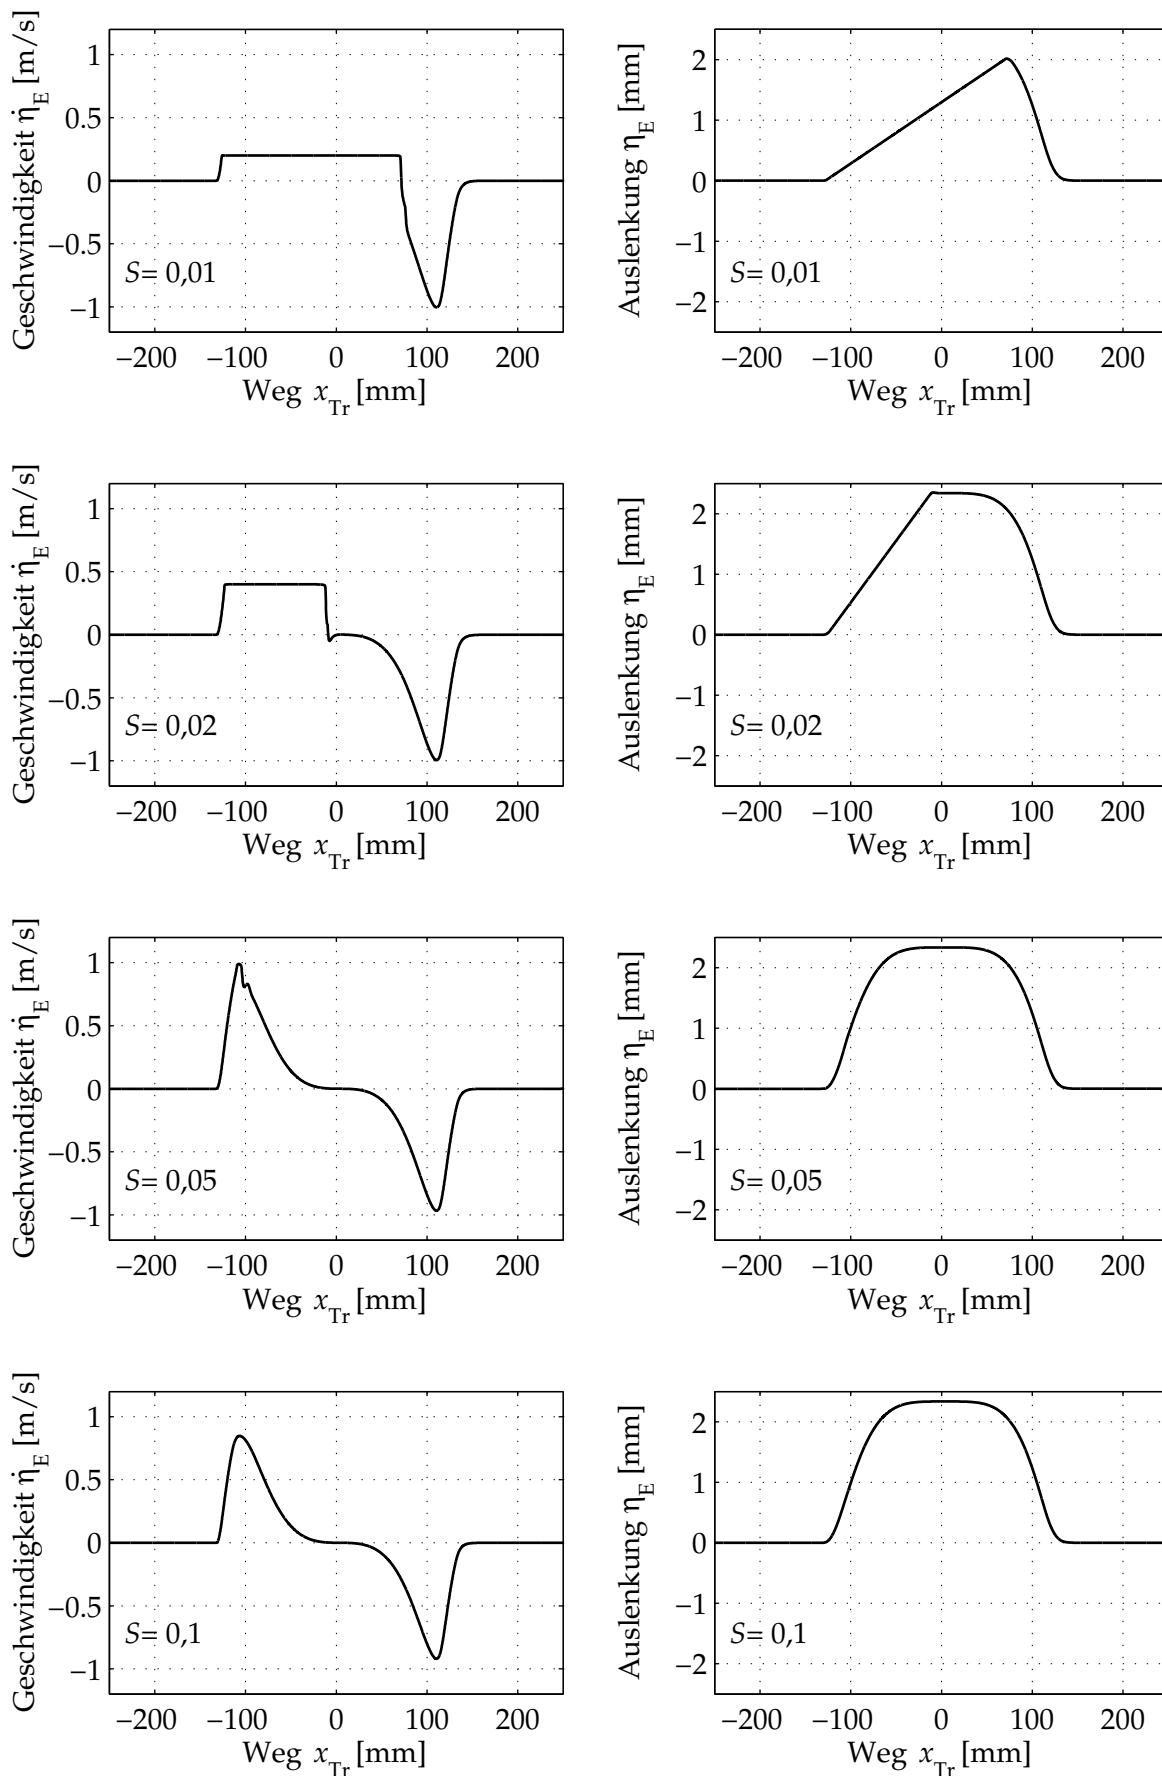 Geschwindigkeit η̇E [m/s]
1
0.5
0
−0.5
−1
S= 0,01
−200 −100 0 100 200
Weg xTr [mm]
Auslenkung ηE [mm]
2
1
0
−1
−2
S= 0,01
−200 −100 0 100 200
Weg xTr [mm]
Geschwindigkeit η̇E [m/s]
1
0.5
0
−0.5
−1
S= 0,02
−200 −100 0 100 200
Weg xTr [mm]
Auslenkung ηE [mm]
2
1
0
−1
−2
S= 0,02
−200 −100 0 100 200
Weg xTr [mm]
Geschwindigkeit η̇E [m/s]
1
0.5
0
−0.5
−1
S= 0,05
−200 −100 0 100 200
Weg xTr [mm]
Auslenkung ηE [mm]
2
1
0
−1
−2
S= 0,05
−200 −100 0 100 200
Weg xTr [mm]
Geschwindigkeit η̇E [m/s]
1
0.5
0
−0.5
−1
S= 0,1
−200 −100 0 100 200
Weg xTr [mm]
Auslenkung ηE [mm]
2
1
0
−1
−2
S= 0,1
−200 −100 0 100 200
Weg xTr [mm]